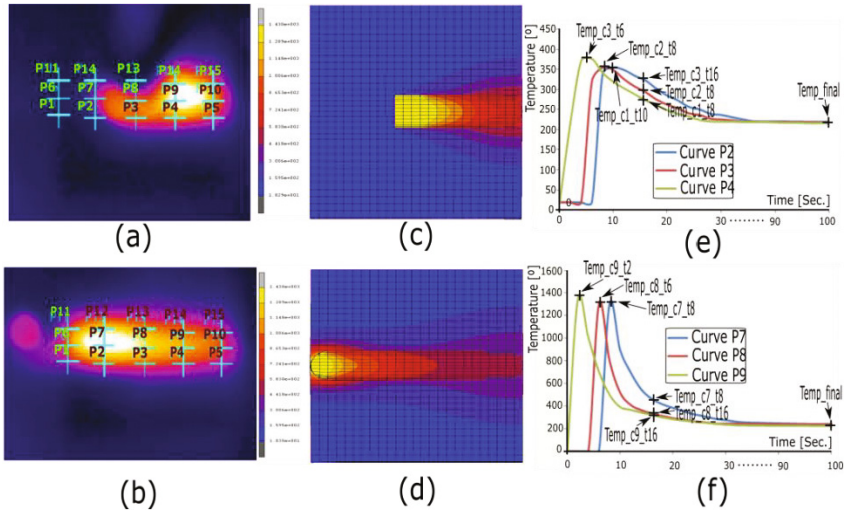 P11 P14 P13 P14 P15
P6 P7 P8 P9 P10
P1 P2 P3 P4 P5
(a)
(c)
Temperature [º]
450
400
350
300
250
200
150
100
50
0
Temp_c3_t6
Temp_c2_t8
Temp_c3_t16
Temp_c2_t8
Temp_c1_t8
Temp_c1_t10
Temp_final
Curve P2
Curve P3
Curve P4
Time [Sec.]
0 10 20 30 ........ 90 100
(e)
P11 P12 P13 P14 P15
P6 P7 P8 P9 P10
P1 P2 P3 P4 P5
(b)
(d)
Temperature [º]
1600
1400
1200
1000
800
600
400
200
0
Temp_c9_t2
Temp_c8_t6
Temp_c7_t8
Temp_c7_t8
Temp_c8_t16
Temp_c9_t16
Temp_final
Curve P7
Curve P8
Curve P9
Time [Sec.]
0 10 20 30 ........ 90 100
(f)